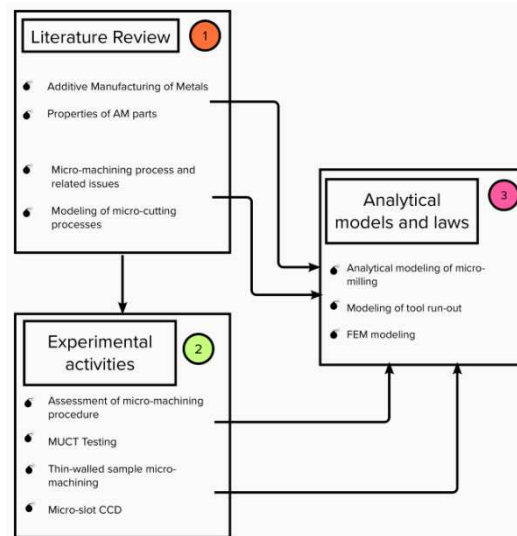 Literature Review
1
Additive Manufacturing of Metals
Properties of AM parts
Micro-machining process and
related issues
Modeling of micro-cutting
processes
Analytical
models and laws
3
Analytical modeling of micro-
milling
Modeling of tool run-out
FEM modeling
Experimental
activities
2
Assessment of micro-machining
procedure
MUCT Testing
Thin-walled sample micro-
machining
Micro-slot CCD